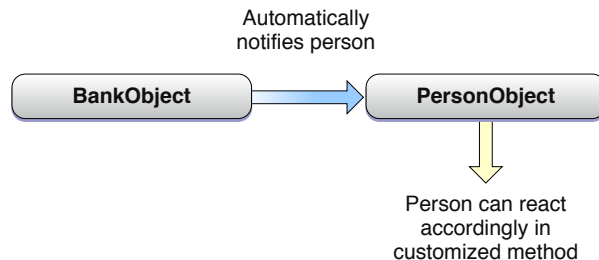 Automatically
notifies person
BankObject
PersonObject
Person can react
accordingly in
customized method